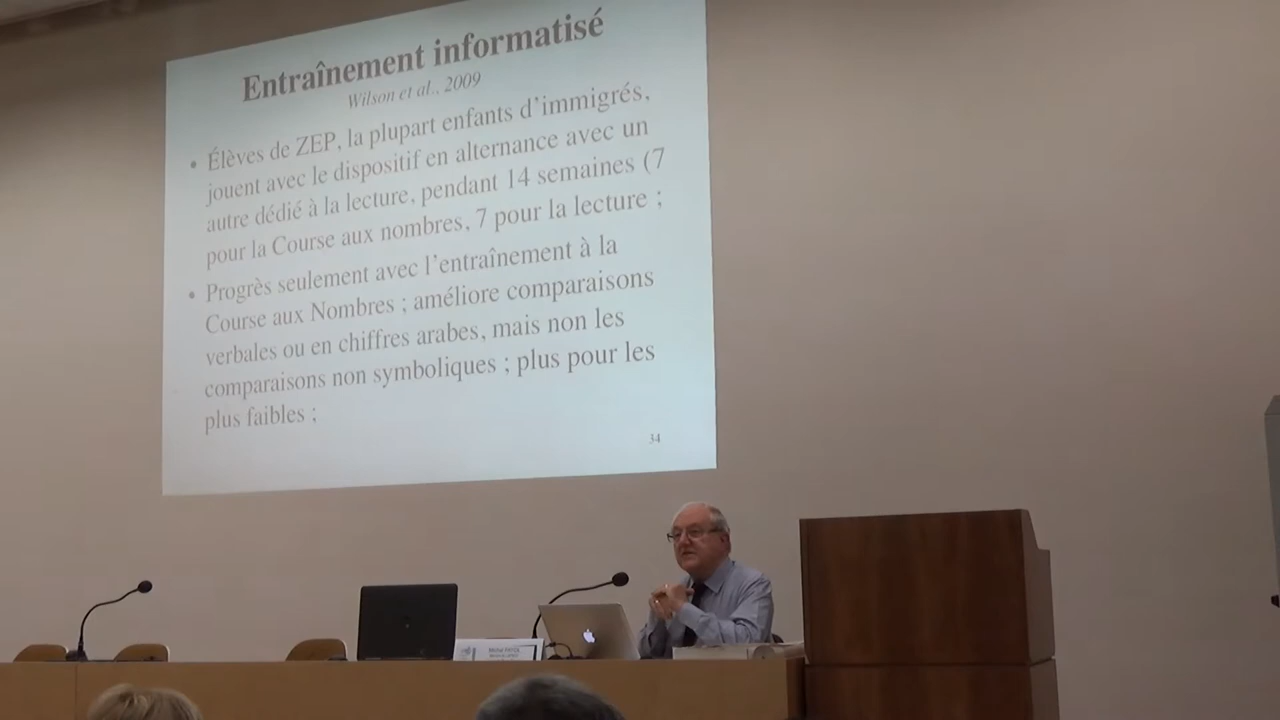 Entraînement informatisé
Wilson et al., 2009
• Élèves de ZEP, la plupart enfants d'immigrés,
jouent avec le dispositif en alternance avec un
autre dédié à la lecture, pendant 14 semaines (7
pour la Course aux nombres, 7 pour la lecture ;
• Progrès seulement avec l'entraînement à la
Course aux Nombres ; améliore comparaisons
verbales ou en chiffres arabes, mais non les
comparaisons non symboliques ; plus pour les
plus faibles ;
34